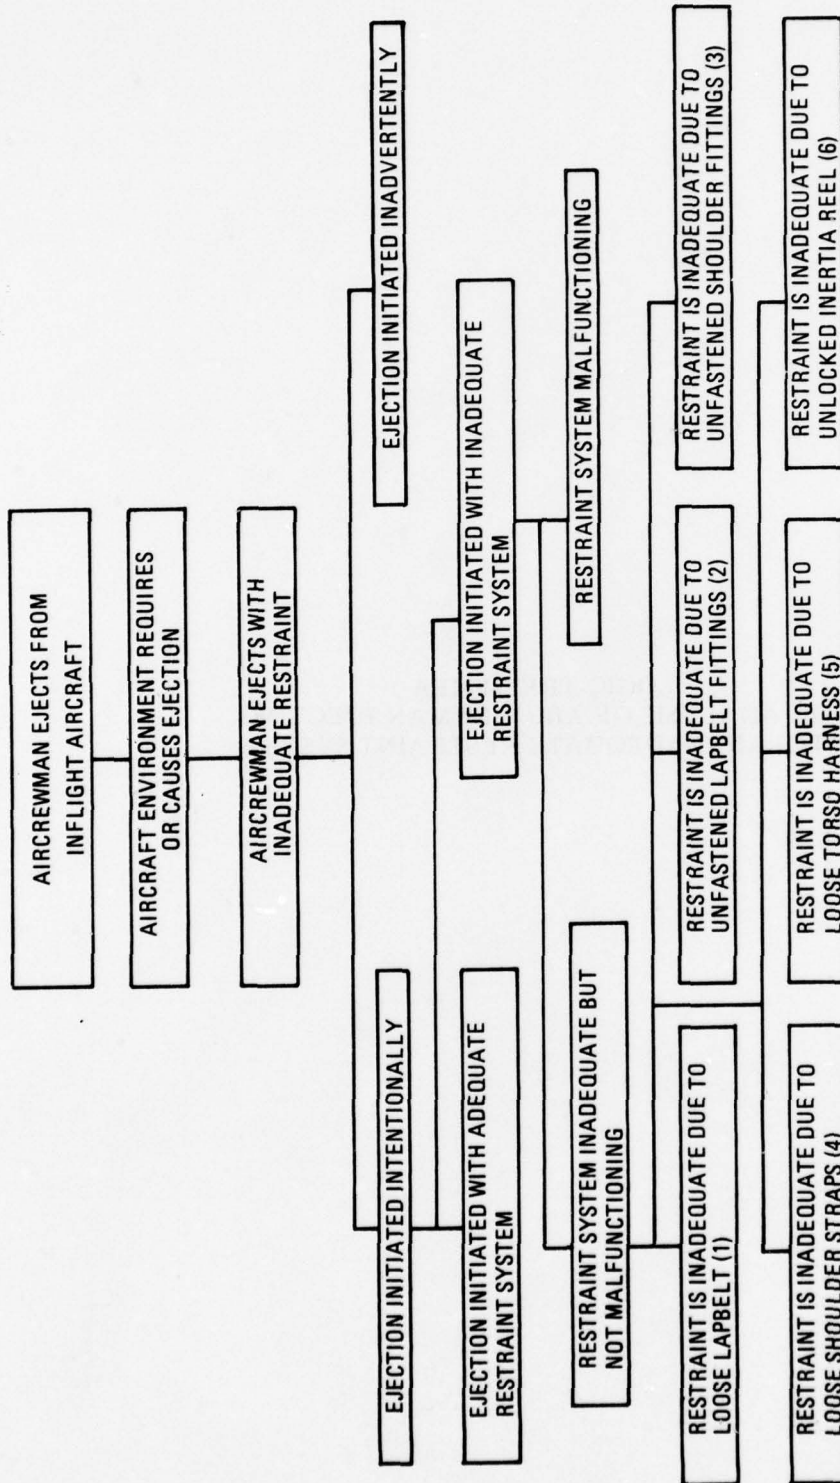 AIRCREWMAN EJECTS FROM
INFLIGHT AIRCRAFT
AIRCRAFT ENVIRONMENT REQUIRES
OR CAUSES EJECTION
AIRCREWMAN EJECTS WITH
INADEQUATE RESTRAINT
EJECTION INITIATED INTENTIONALLY
EJECTION INITIATED INADVERTENTLY
EJECTION INITIATED WITH ADEQUATE
RESTRAINT SYSTEM
EJECTION INITIATED WITH INADEQUATE
RESTRAINT SYSTEM
RESTRAINT SYSTEM INADEQUATE BUT
NOT MALFUNCTIONING
RESTRAINT SYSTEM MALFUNCTIONING
RESTRAINT IS INADEQUATE DUE TO
LOOSE LAPBELT (1)
RESTRAINT IS INADEQUATE DUE TO
UNFASTENED LAPBELT FITTINGS (2)
RESTRAINT IS INADEQUATE DUE TO
UNFASTENED SHOULDER FITTINGS (3)
RESTRAINT IS INADEQUATE DUE TO
LOOSE SHOULDER STRAPS (4)
RESTRAINT IS INADEQUATE DUE TO
LOOSE TORSO HARNESS (5)
RESTRAINT IS INADEQUATE DUE TO
UNLOCKED INERTIA REEL (6)